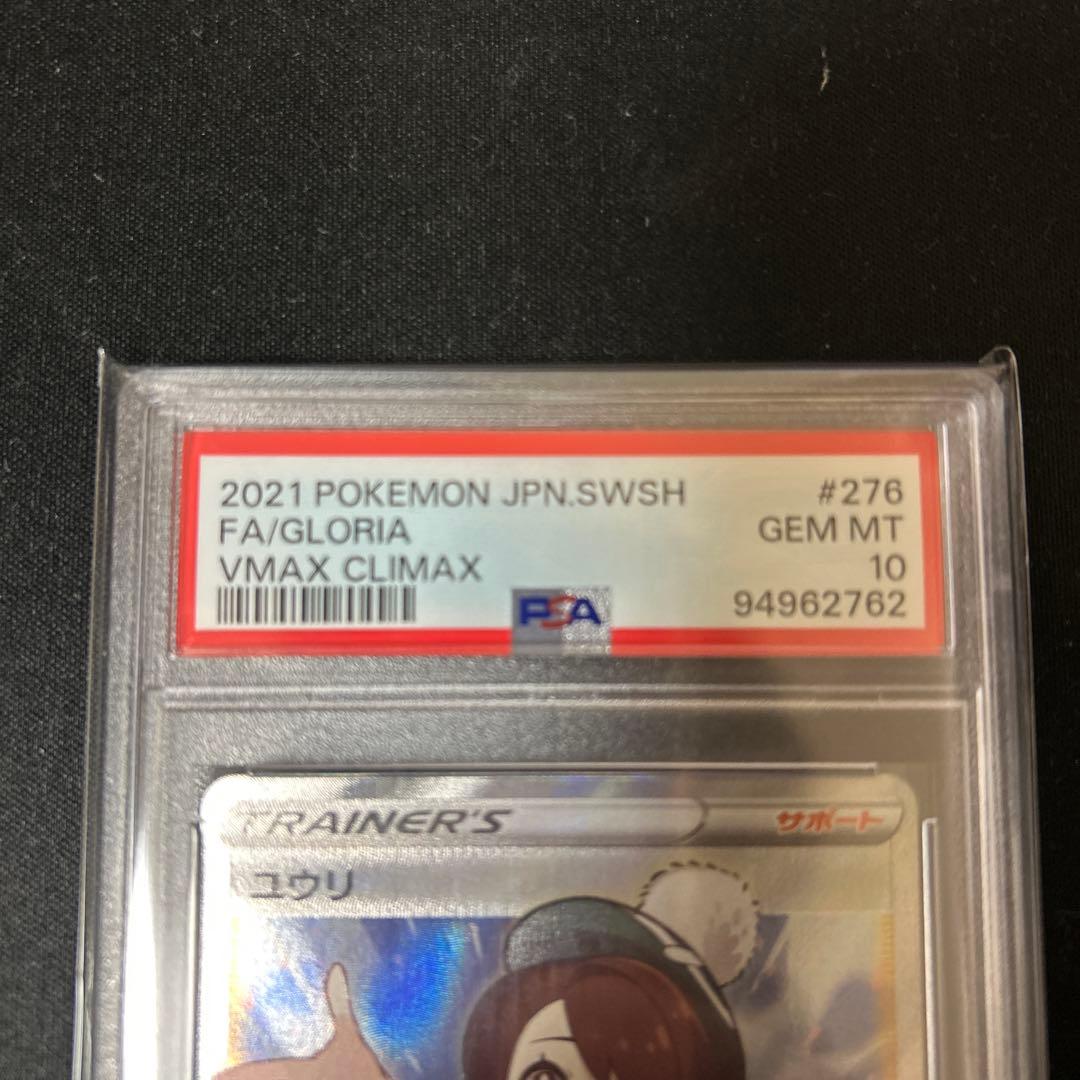 2021 POKEMON JPN.SWSH #276
FA/GLORIA GEM MT
VMAX CLIMAX 10
PSA 94962762
TRAINER'S サポート
ユウリ